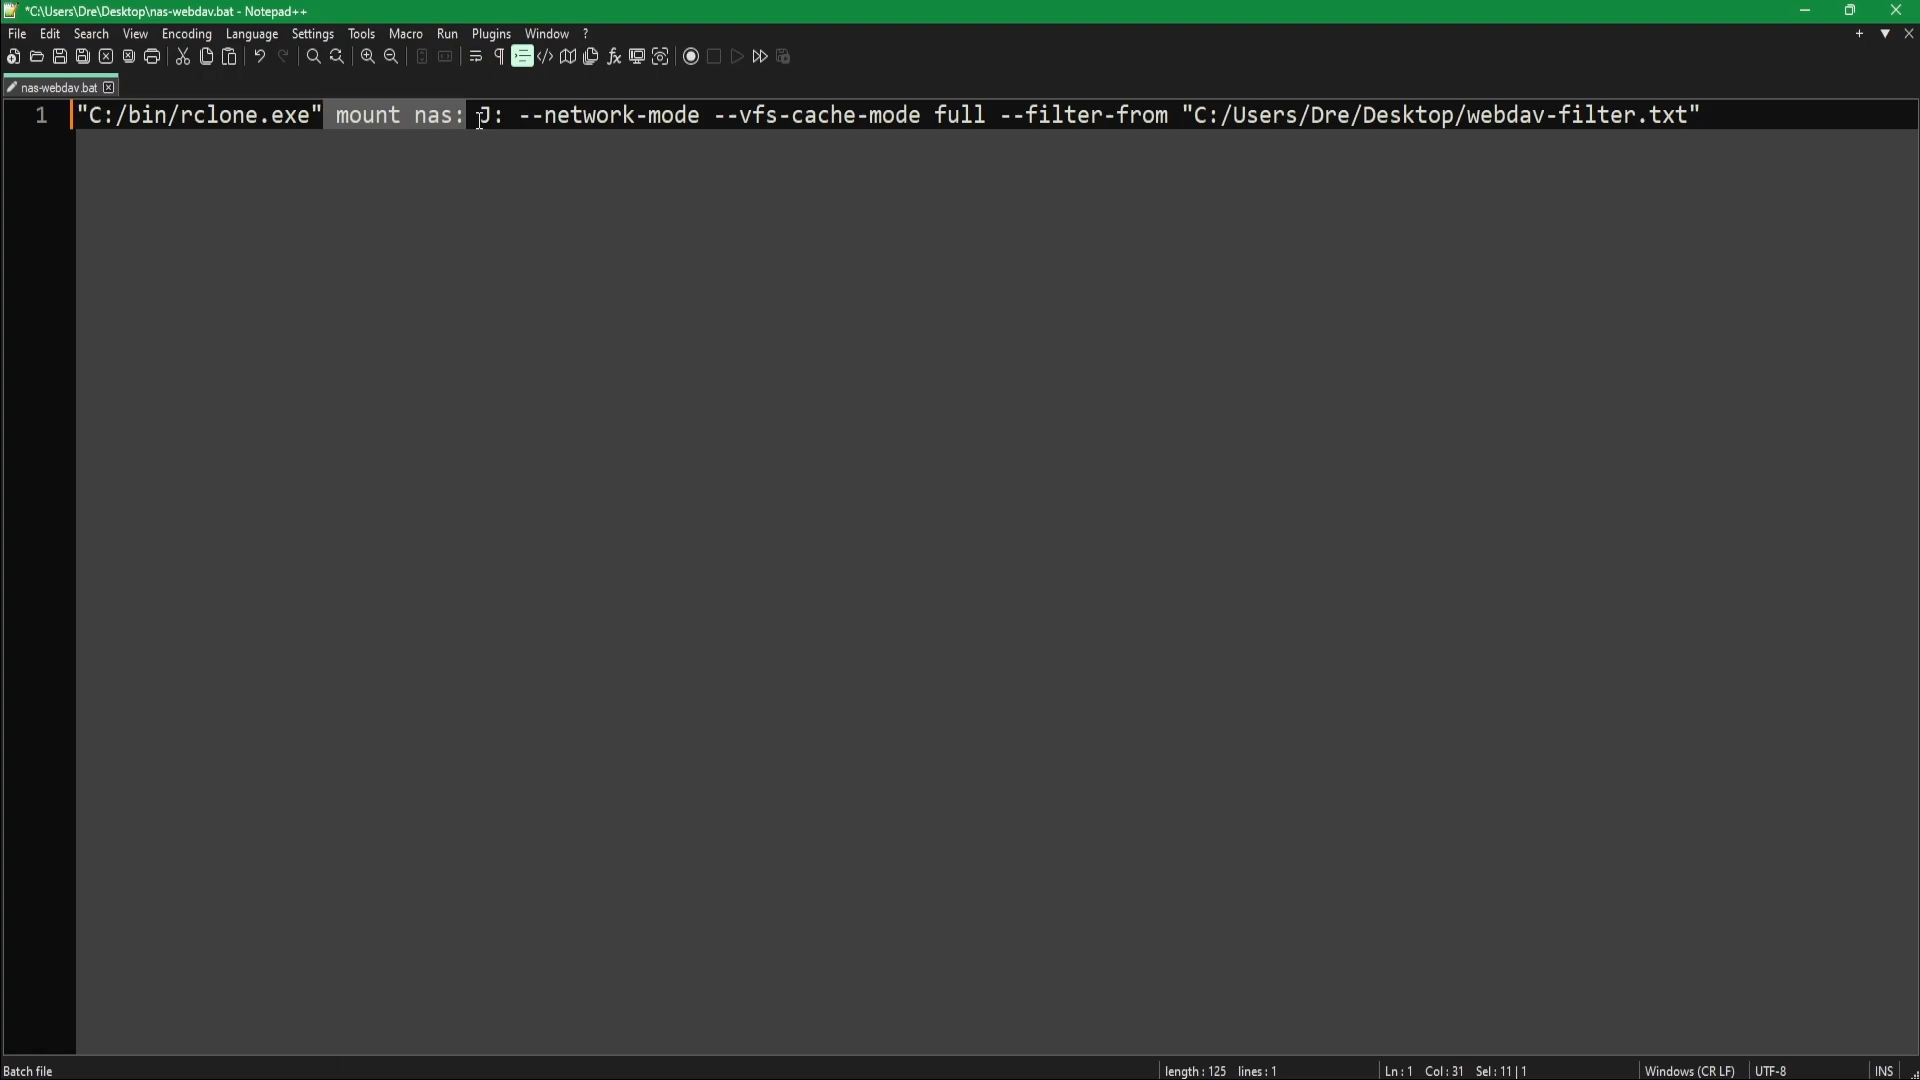 *C:\Users\Dre\Desktop\nas-webdav.bat - Notepad++
File Edit Search View Encoding Language Settings Tools Macro Run Plugins Window ?
nas-webdav.bat
1 "C:/bin/rclone.exe" mount nas: J: --network-mode --vfs-cache-mode full --filter-from "C:/Users/Dre/Desktop/webdav-filter.txt"
Batch file length : 125 lines : 1 Ln : 1 Col : 31 Sel : 11 | 1 Windows (CR LF) UTF-8 INS